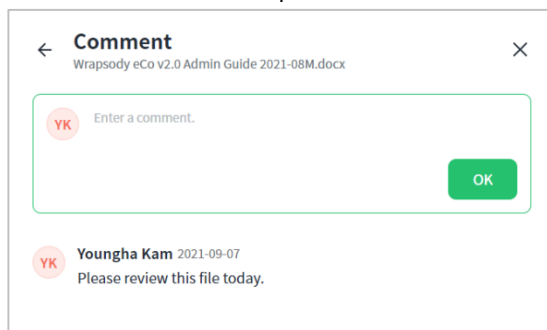 Comment
Wrapsody eCo v2.0 Admin Guide 2021-08M.docx
YK
Enter a comment.
OK
YK
Youngha Kam 2021-09-07
Please review this file today.